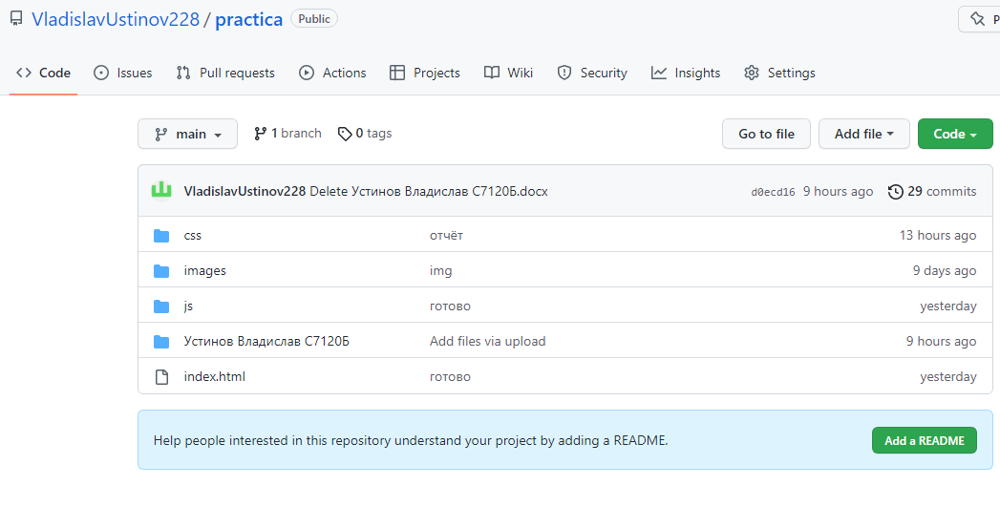 VladislavUstinov228 / practica Public
Code Issues Pull requests Actions Projects Wiki Security Insights Settings
main 1 branch 0 tags Go to file Add file Code
VladislavUstinov228 Delete Устинов Владислав С7120Б.docx d0ecd16 9 hours ago 29 commits
css отчёт 13 hours ago
images img 9 days ago
js готово yesterday
Устинов Владислав С7120Б Add files via upload 9 hours ago
index.html готово yesterday
Help people interested in this repository understand your project by adding a README. Add a README